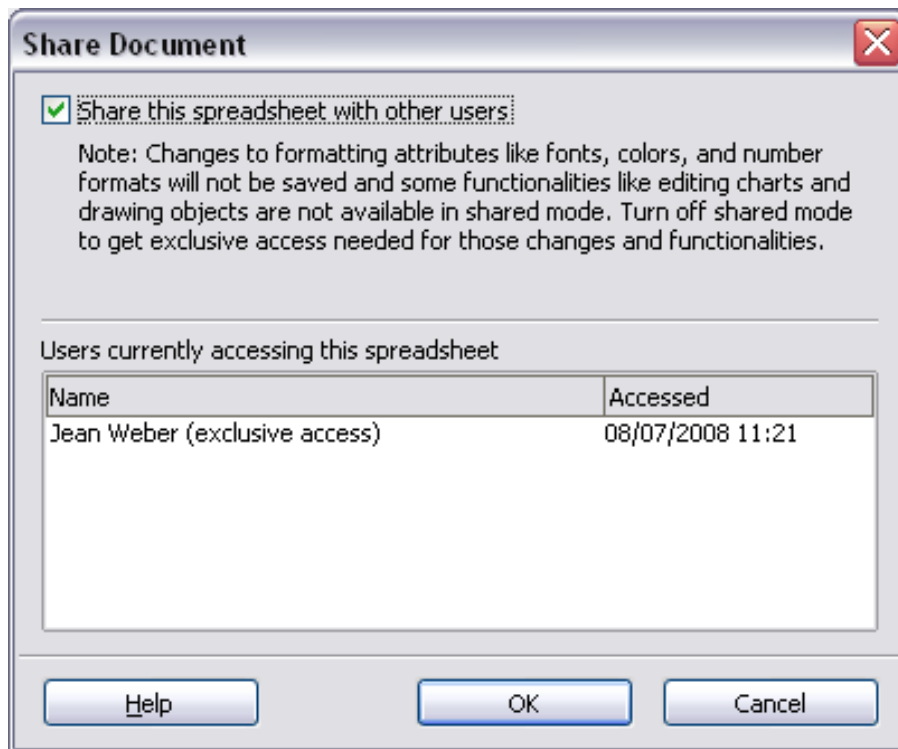 Share Document
Share this spreadsheet with other users
Note: Changes to formatting attributes like fonts, colors, and number
formats will not be saved and some functionalities like editing charts and
drawing objects are not available in shared mode. Turn off shared mode
to get exclusive access needed for those changes and functionalities.
Users currently accessing this spreadsheet
Name Accessed
Jean Weber (exclusive access) 08/07/2008 11:21
Help OK Cancel